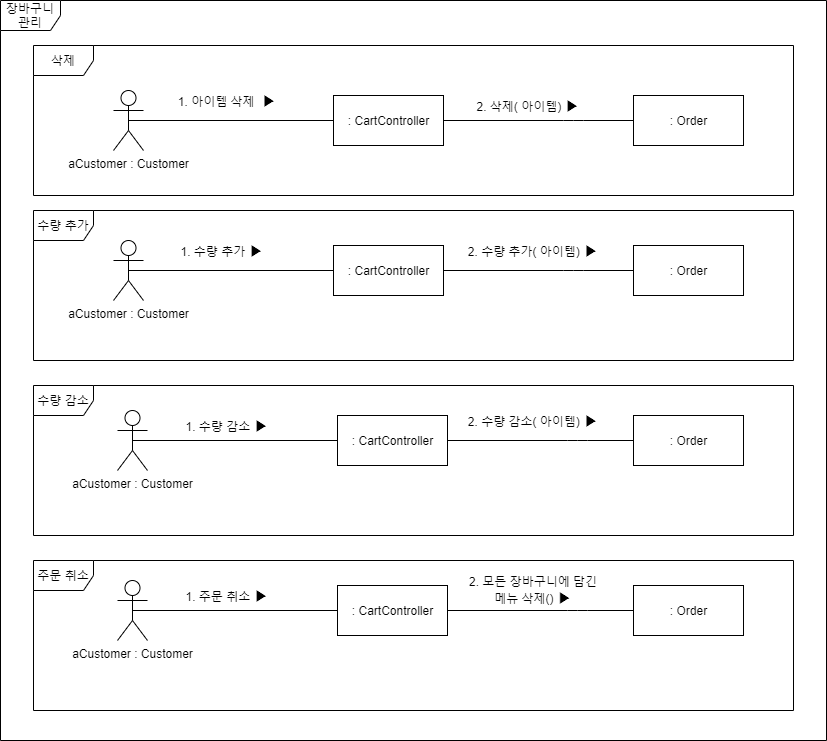 장바구니
관리
삭제
1. 아이템 삭제 ▶
2. 삭제( 아이템) ▶
: CartController
: Order
aCustomer : Customer
수량 추가
1. 수량 추가 ▶
2. 수량 추가( 아이템) ▶
: CartController
: Order
aCustomer : Customer
수량 감소
1. 수량 감소 ▶
2. 수량 감소( 아이템) ▶
: CartController
: Order
aCustomer : Customer
주문 취소
1. 주문 취소 ▶
2. 모든 장바구니에 담긴
메뉴 삭제() ▶
: CartController
: Order
aCustomer : Customer